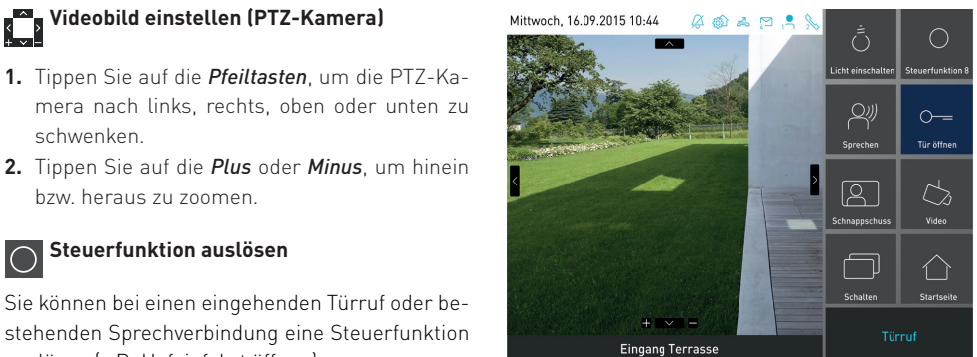 Videobild einstellen (PTZ-Kamera)
1. Tippen Sie auf die Pfeiltasten, um die PTZ-Ka-
mera nach links, rechts, oben oder unten zu
schwenken.
2. Tippen Sie auf die Plus oder Minus, um hinein
bzw. heraus zu zoomen.
Steuerfunktion auslösen
Sie können bei einen eingehenden Türruf oder be-
stehenden Sprechverbindung eine Steuerfunktion
Mittwoch, 16.09.2015 10:44
Licht einschalten
Steuerfunktion 8
Sprechen
Tür öffnen
Schnappschuss
Video
Schalten
Startseite
Eingang Terrasse
Türruf